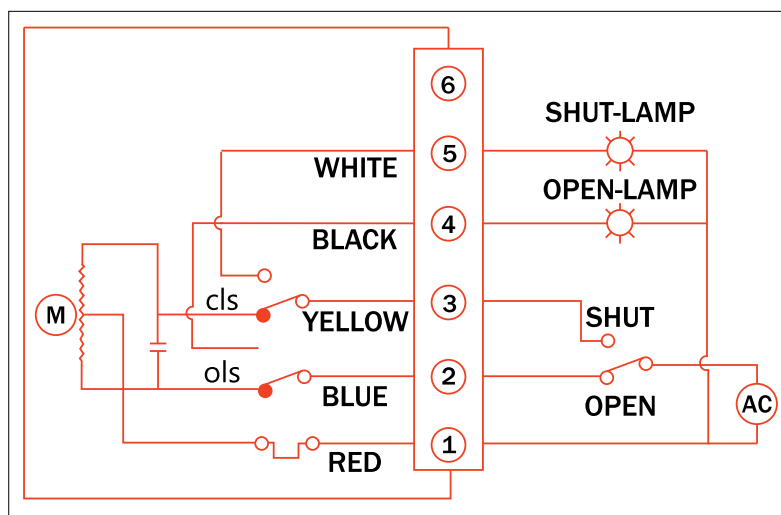 6
SHUT-LAMP
5
WHITE
OPEN-LAMP
4
BLACK
cls
3
M
YELLOW
SHUT
ols
2
BLUE
OPEN
AC
1
RED